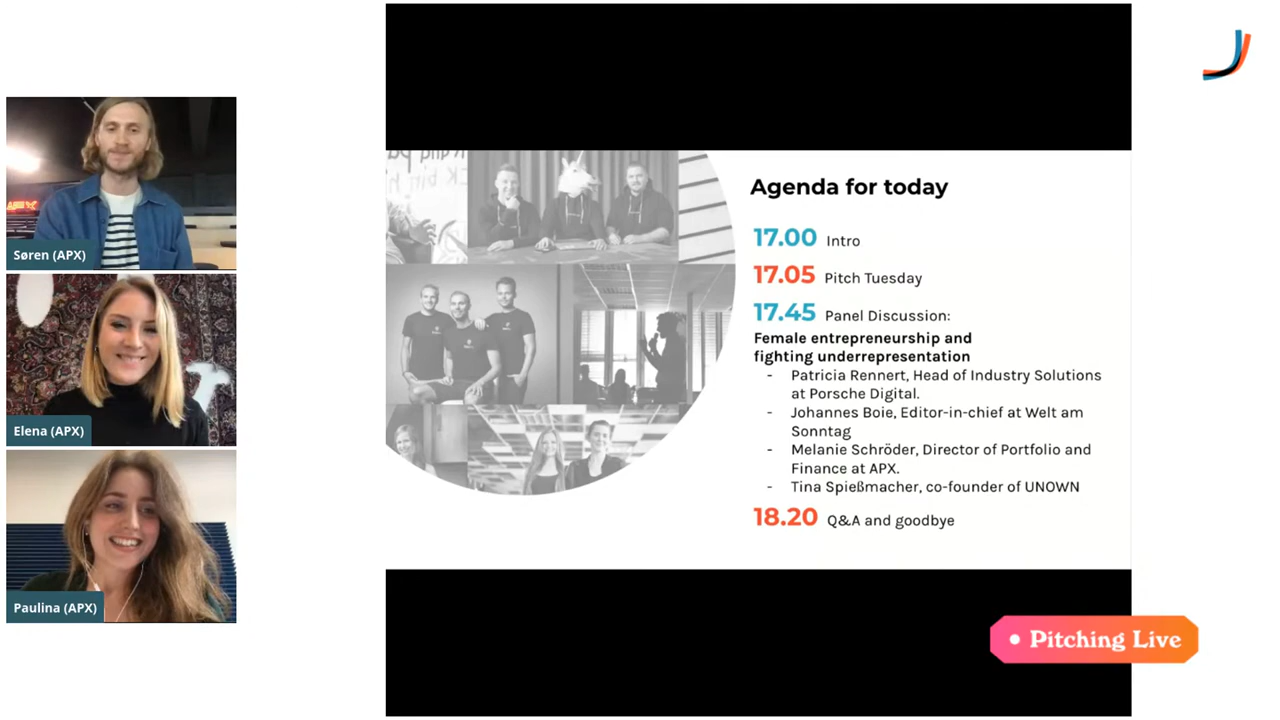 Søren (APX)
Elena (APX)
Paulina (APX)
Agenda for today
17.00 Intro
17.05 Pitch Tuesday
17.45 Panel Discussion:
Female entrepreneurship and
fighting underrepresentation
- Patricia Rennert, Head of Industry Solutions
at Porsche Digital.
- Johannes Boie, Editor-in-chief at Welt am
Sonntag
- Melanie Schröder, Director of Portfolio and
Finance at APX.
- Tina Spießmacher, co-founder of UNOWN
18.20 Q&A and goodbye
Pitching Live